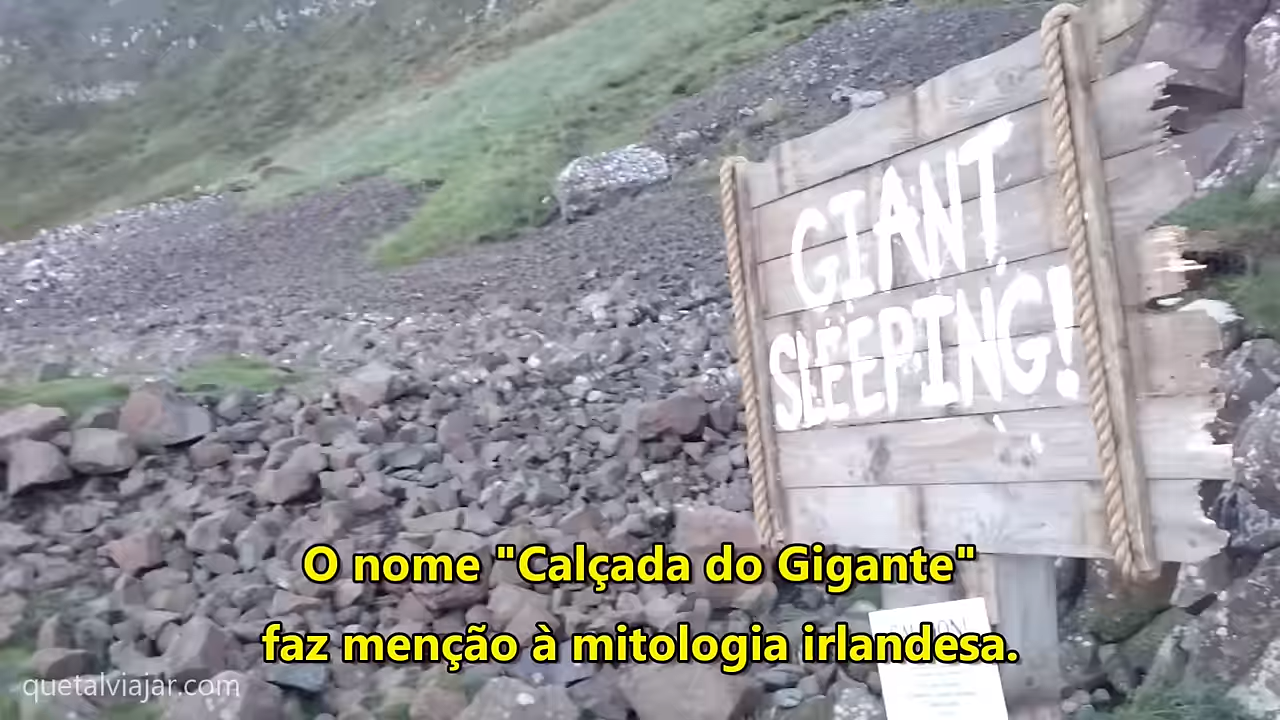 GIANT
SLEEPING!
O nome "Calçada do Gigante"
faz menção à mitologia irlandesa.
quetalviajar.com